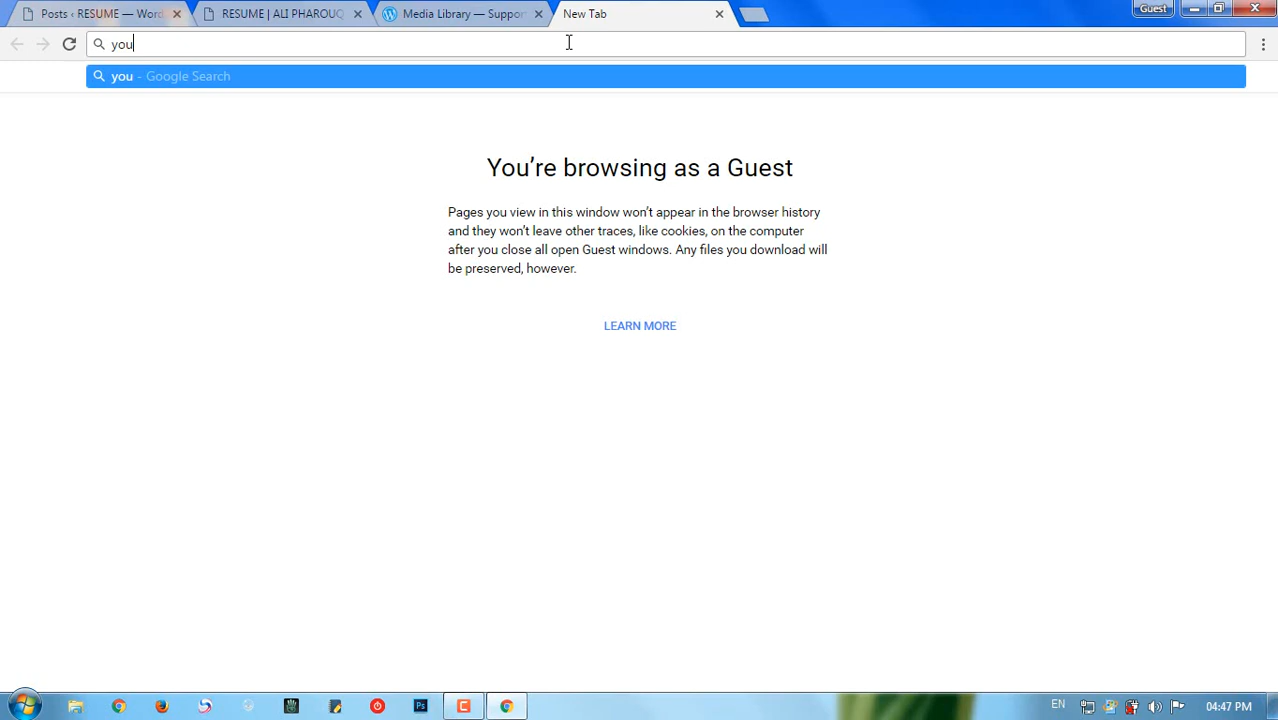 Posts ‹ RESUME — Word
RESUME | ALI PHAROUQ
Media Library — Suppor
New Tab
Guest
you
you - Google Search
You're browsing as a Guest
Pages you view in this window won't appear in the browser history
and they won't leave other traces, like cookies, on the computer
after you close all open Guest windows. Any files you download will
be preserved, however.
LEARN MORE
Ps
EN
04:47 PM